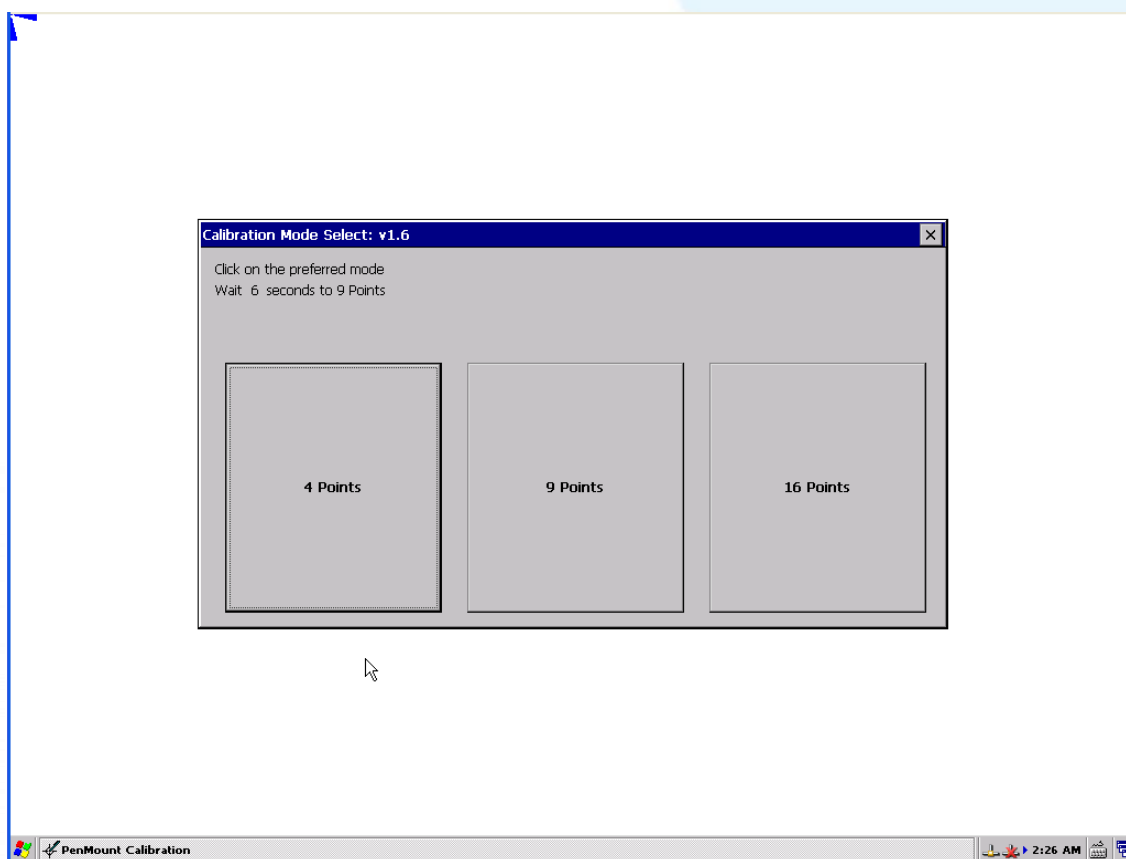 Calibration Mode Select: v1.6
Click on the preferred mode
Wait 6 seconds to 9 Points
4 Points
9 Points
16 Points
PenMount Calibration
2:26 AM